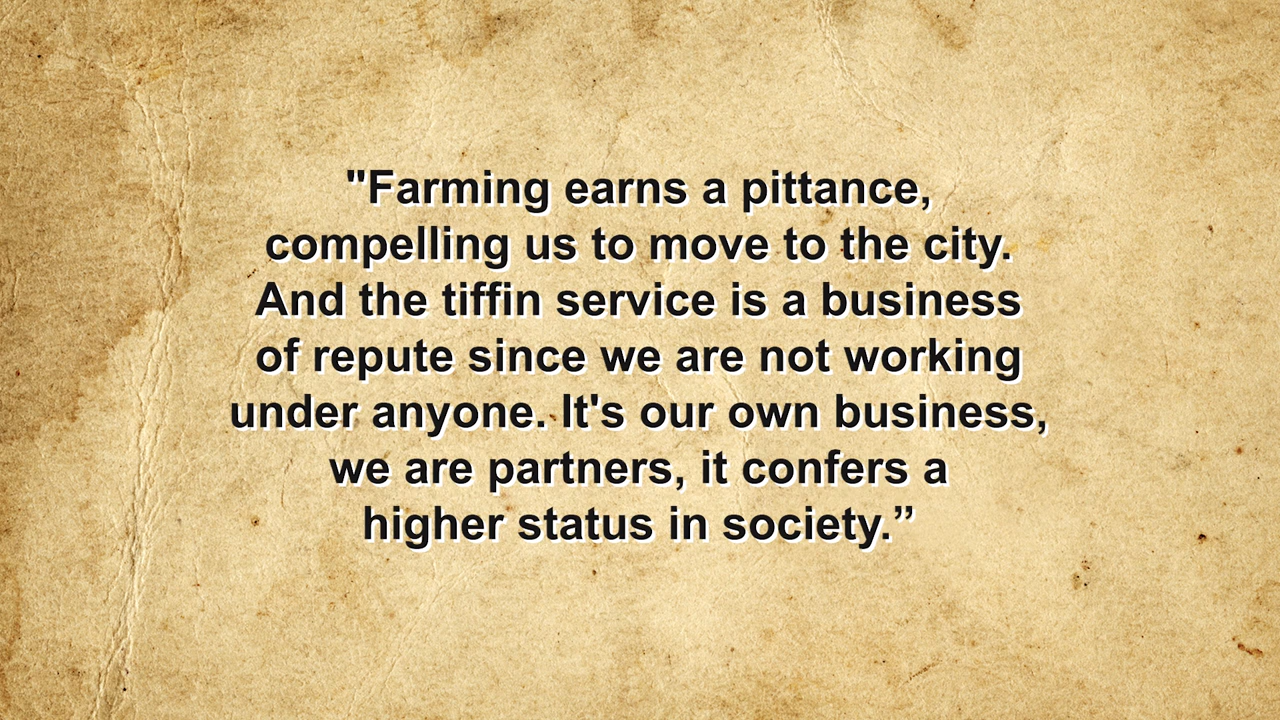 "Farming earns a pittance,
compelling us to move to the city.
And the tiffin service is a business
of repute since we are not working
under anyone. It's our own business,
we are partners, it confers a
higher status in society.”